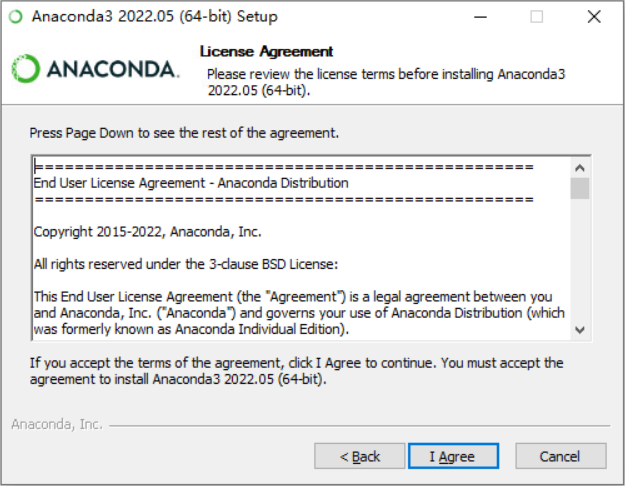 Anaconda3 2022.05 (64-bit) Setup
ANACONDA.
License Agreement
Please review the license terms before installing Anaconda3
2022.05 (64-bit).
Press Page Down to see the rest of the agreement.
==================================================
End User License Agreement - Anaconda Distribution
==================================================
Copyright 2015-2022, Anaconda, Inc.
All rights reserved under the 3-clause BSD License:
This End User License Agreement (the "Agreement") is a legal agreement between you
and Anaconda, Inc. ("Anaconda") and governs your use of Anaconda Distribution (which
was formerly known as Anaconda Individual Edition).
If you accept the terms of the agreement, click I Agree to continue. You must accept the
agreement to install Anaconda3 2022.05 (64-bit).
Anaconda, Inc.
< Back
I Agree
Cancel